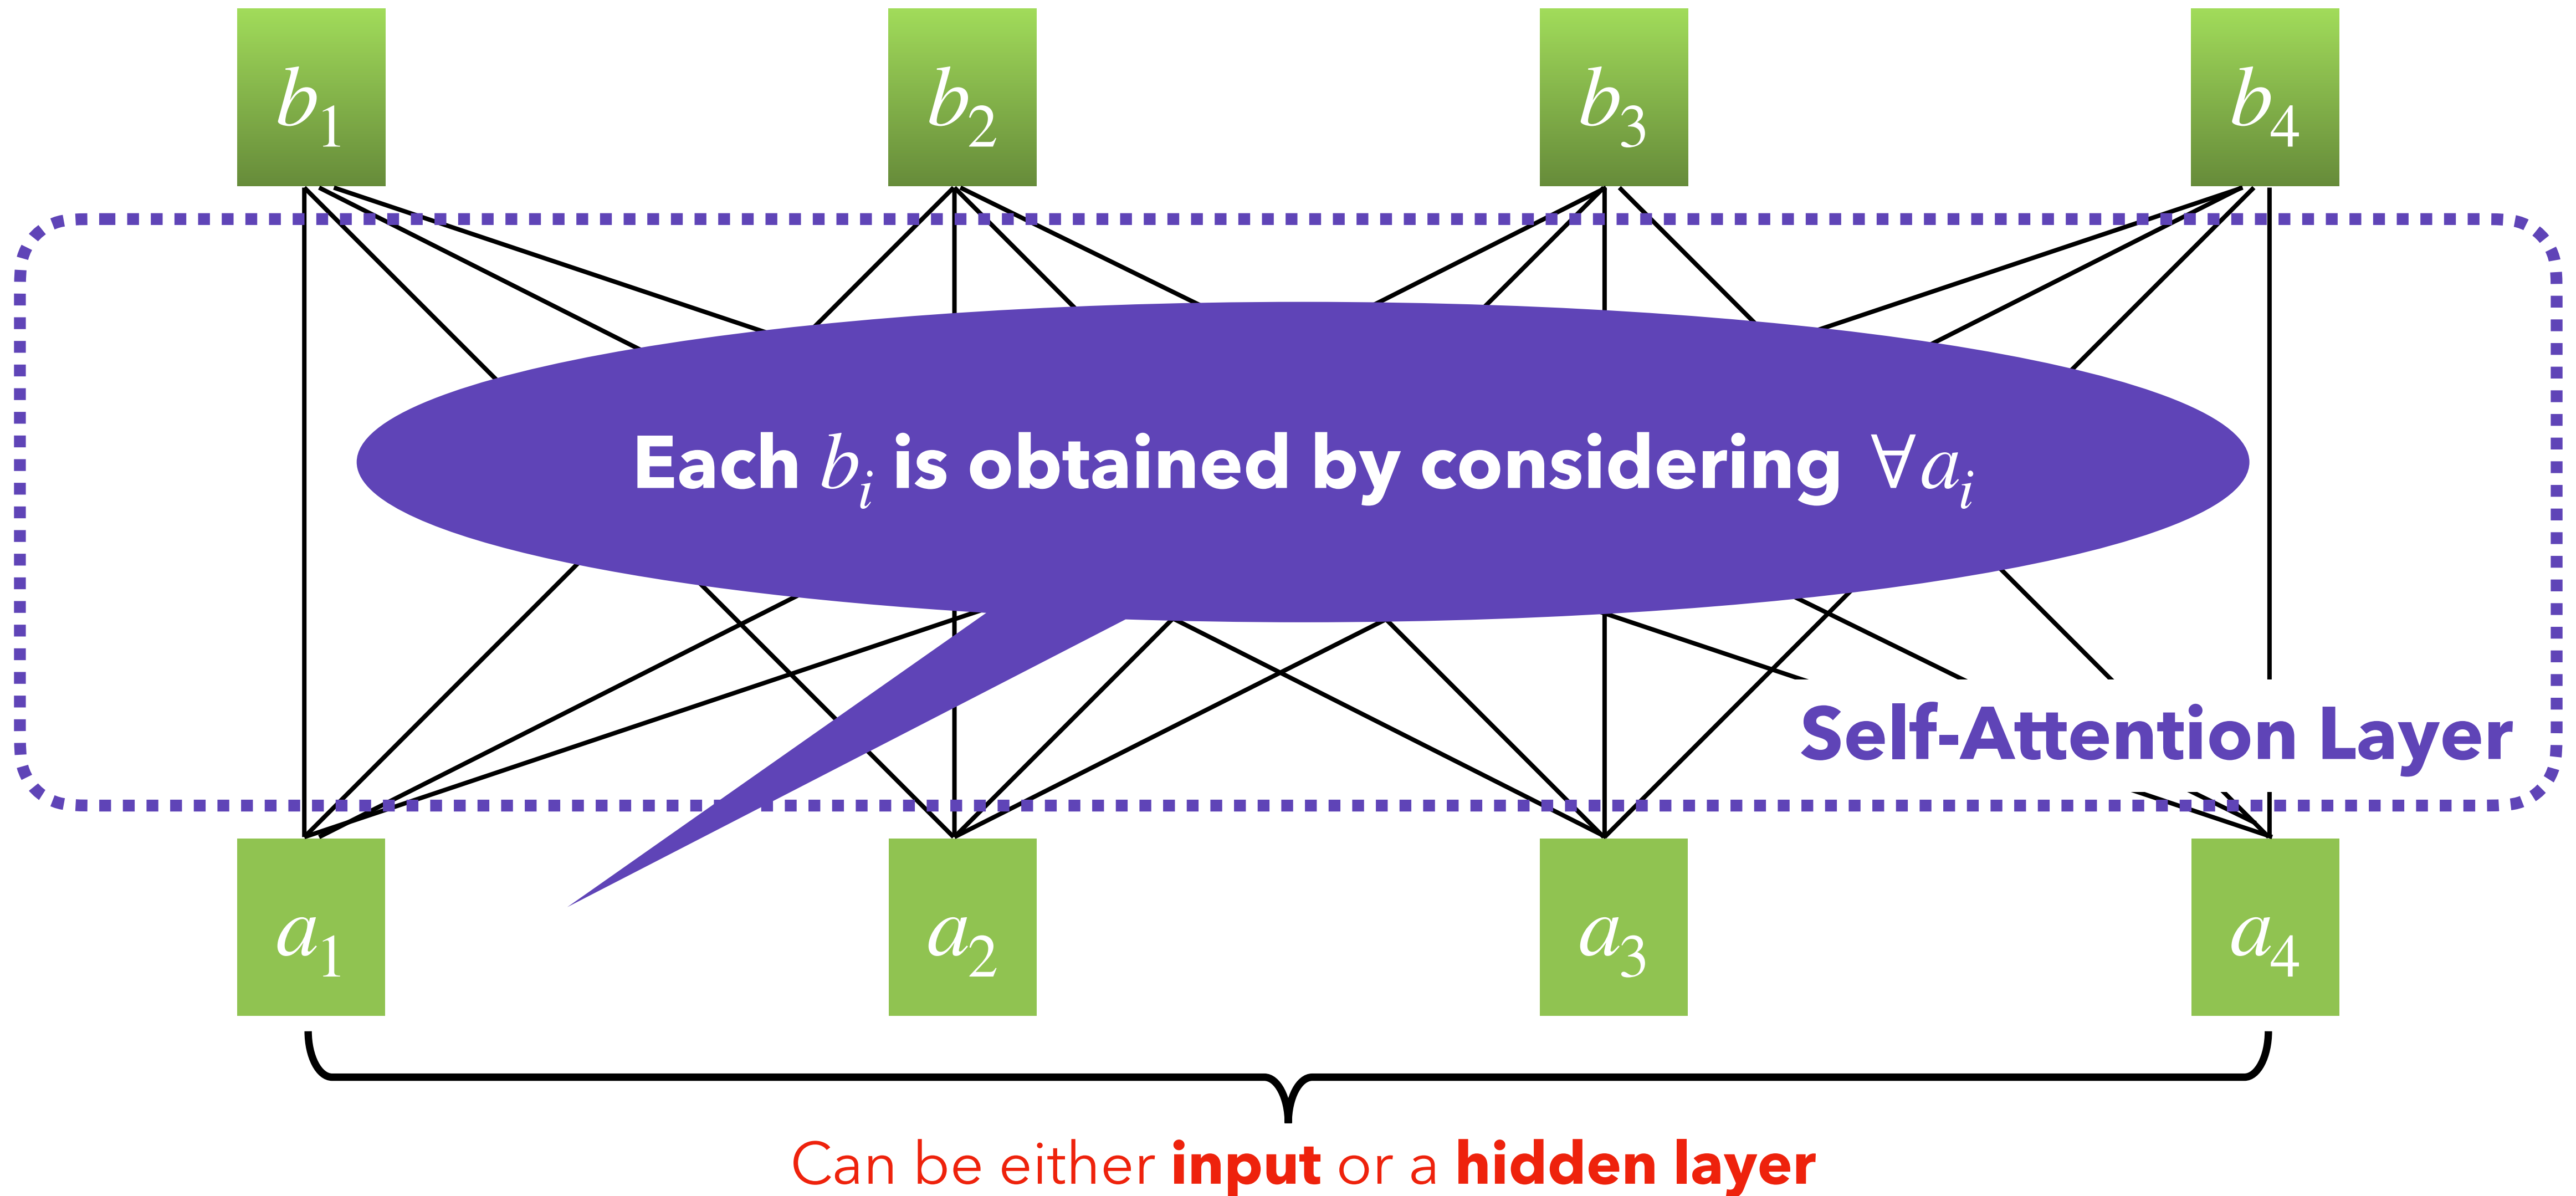 b₁ b₂ b₃ b₄
Each bᵢ is obtained by considering ∀aᵢ
Self-Attention Layer
a₁ a₂ a₃ a₄
Can be either input or a hidden layer